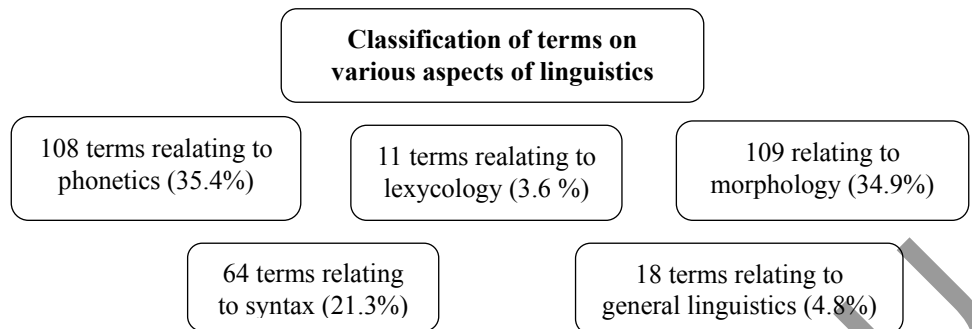 Classification of terms on
various aspects of linguistics
108 terms realating to
phonetics (35.4%)
11 terms realating to
lexycology (3.6 %)
109 relating to
morphology (34.9%)
64 terms relating
to syntax (21.3%)
18 terms relating to
general linguistics (4.8%)